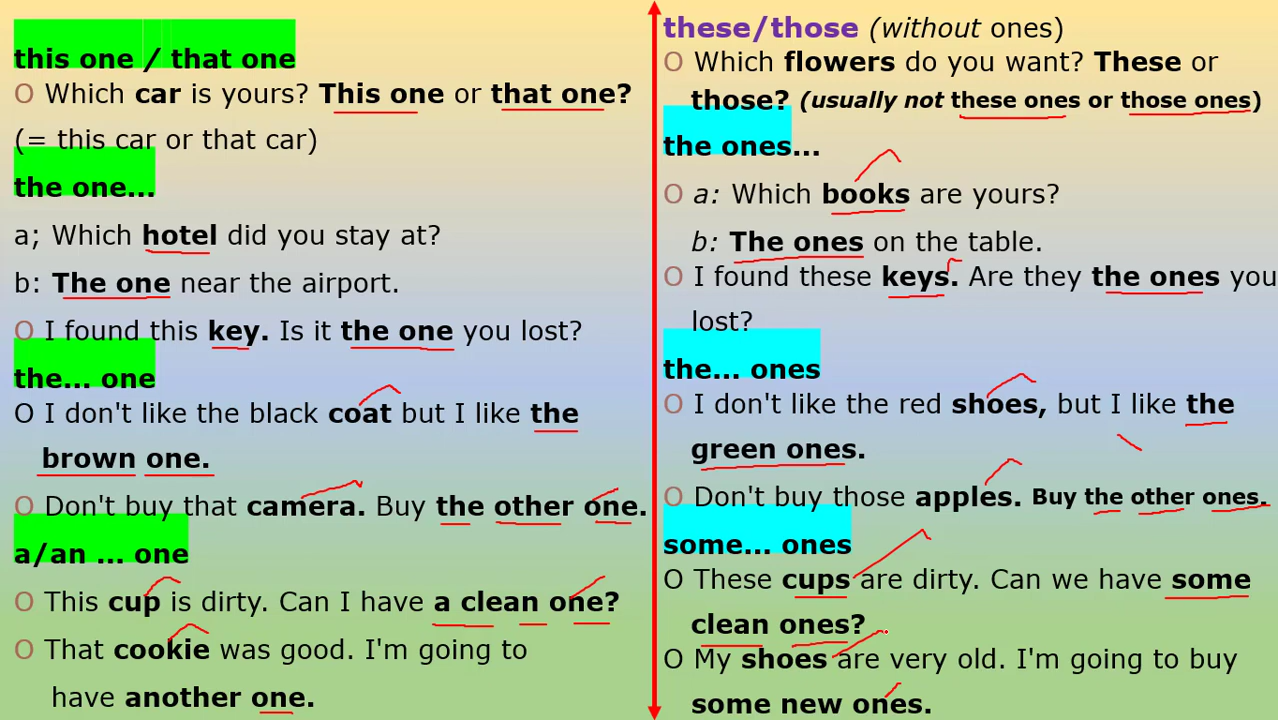 this one / that one
O Which car is yours? This one or that one?
(= this car or that car)
the one...
a; Which hotel did you stay at?
b: The one near the airport.
O I found this key. Is it the one you lost?
the... one
O I don't like the black coat but I like the
brown one.
O Don't buy that camera. Buy the other one.
a/an ... one
O This cup is dirty. Can I have a clean one?
O That cookie was good. I'm going to
have another one.
these/those (without ones)
O Which flowers do you want? These or
those? (usually not these ones or those ones)
the ones...
O a: Which books are yours?
b: The ones on the table.
O I found these keys. Are they the ones you
lost?
the... ones
O I don't like the red shoes, but I like the
green ones.
O Don't buy those apples. Buy the other ones.
some... ones
O These cups are dirty. Can we have some
clean ones?
O My shoes are very old. I'm going to buy
some new ones.